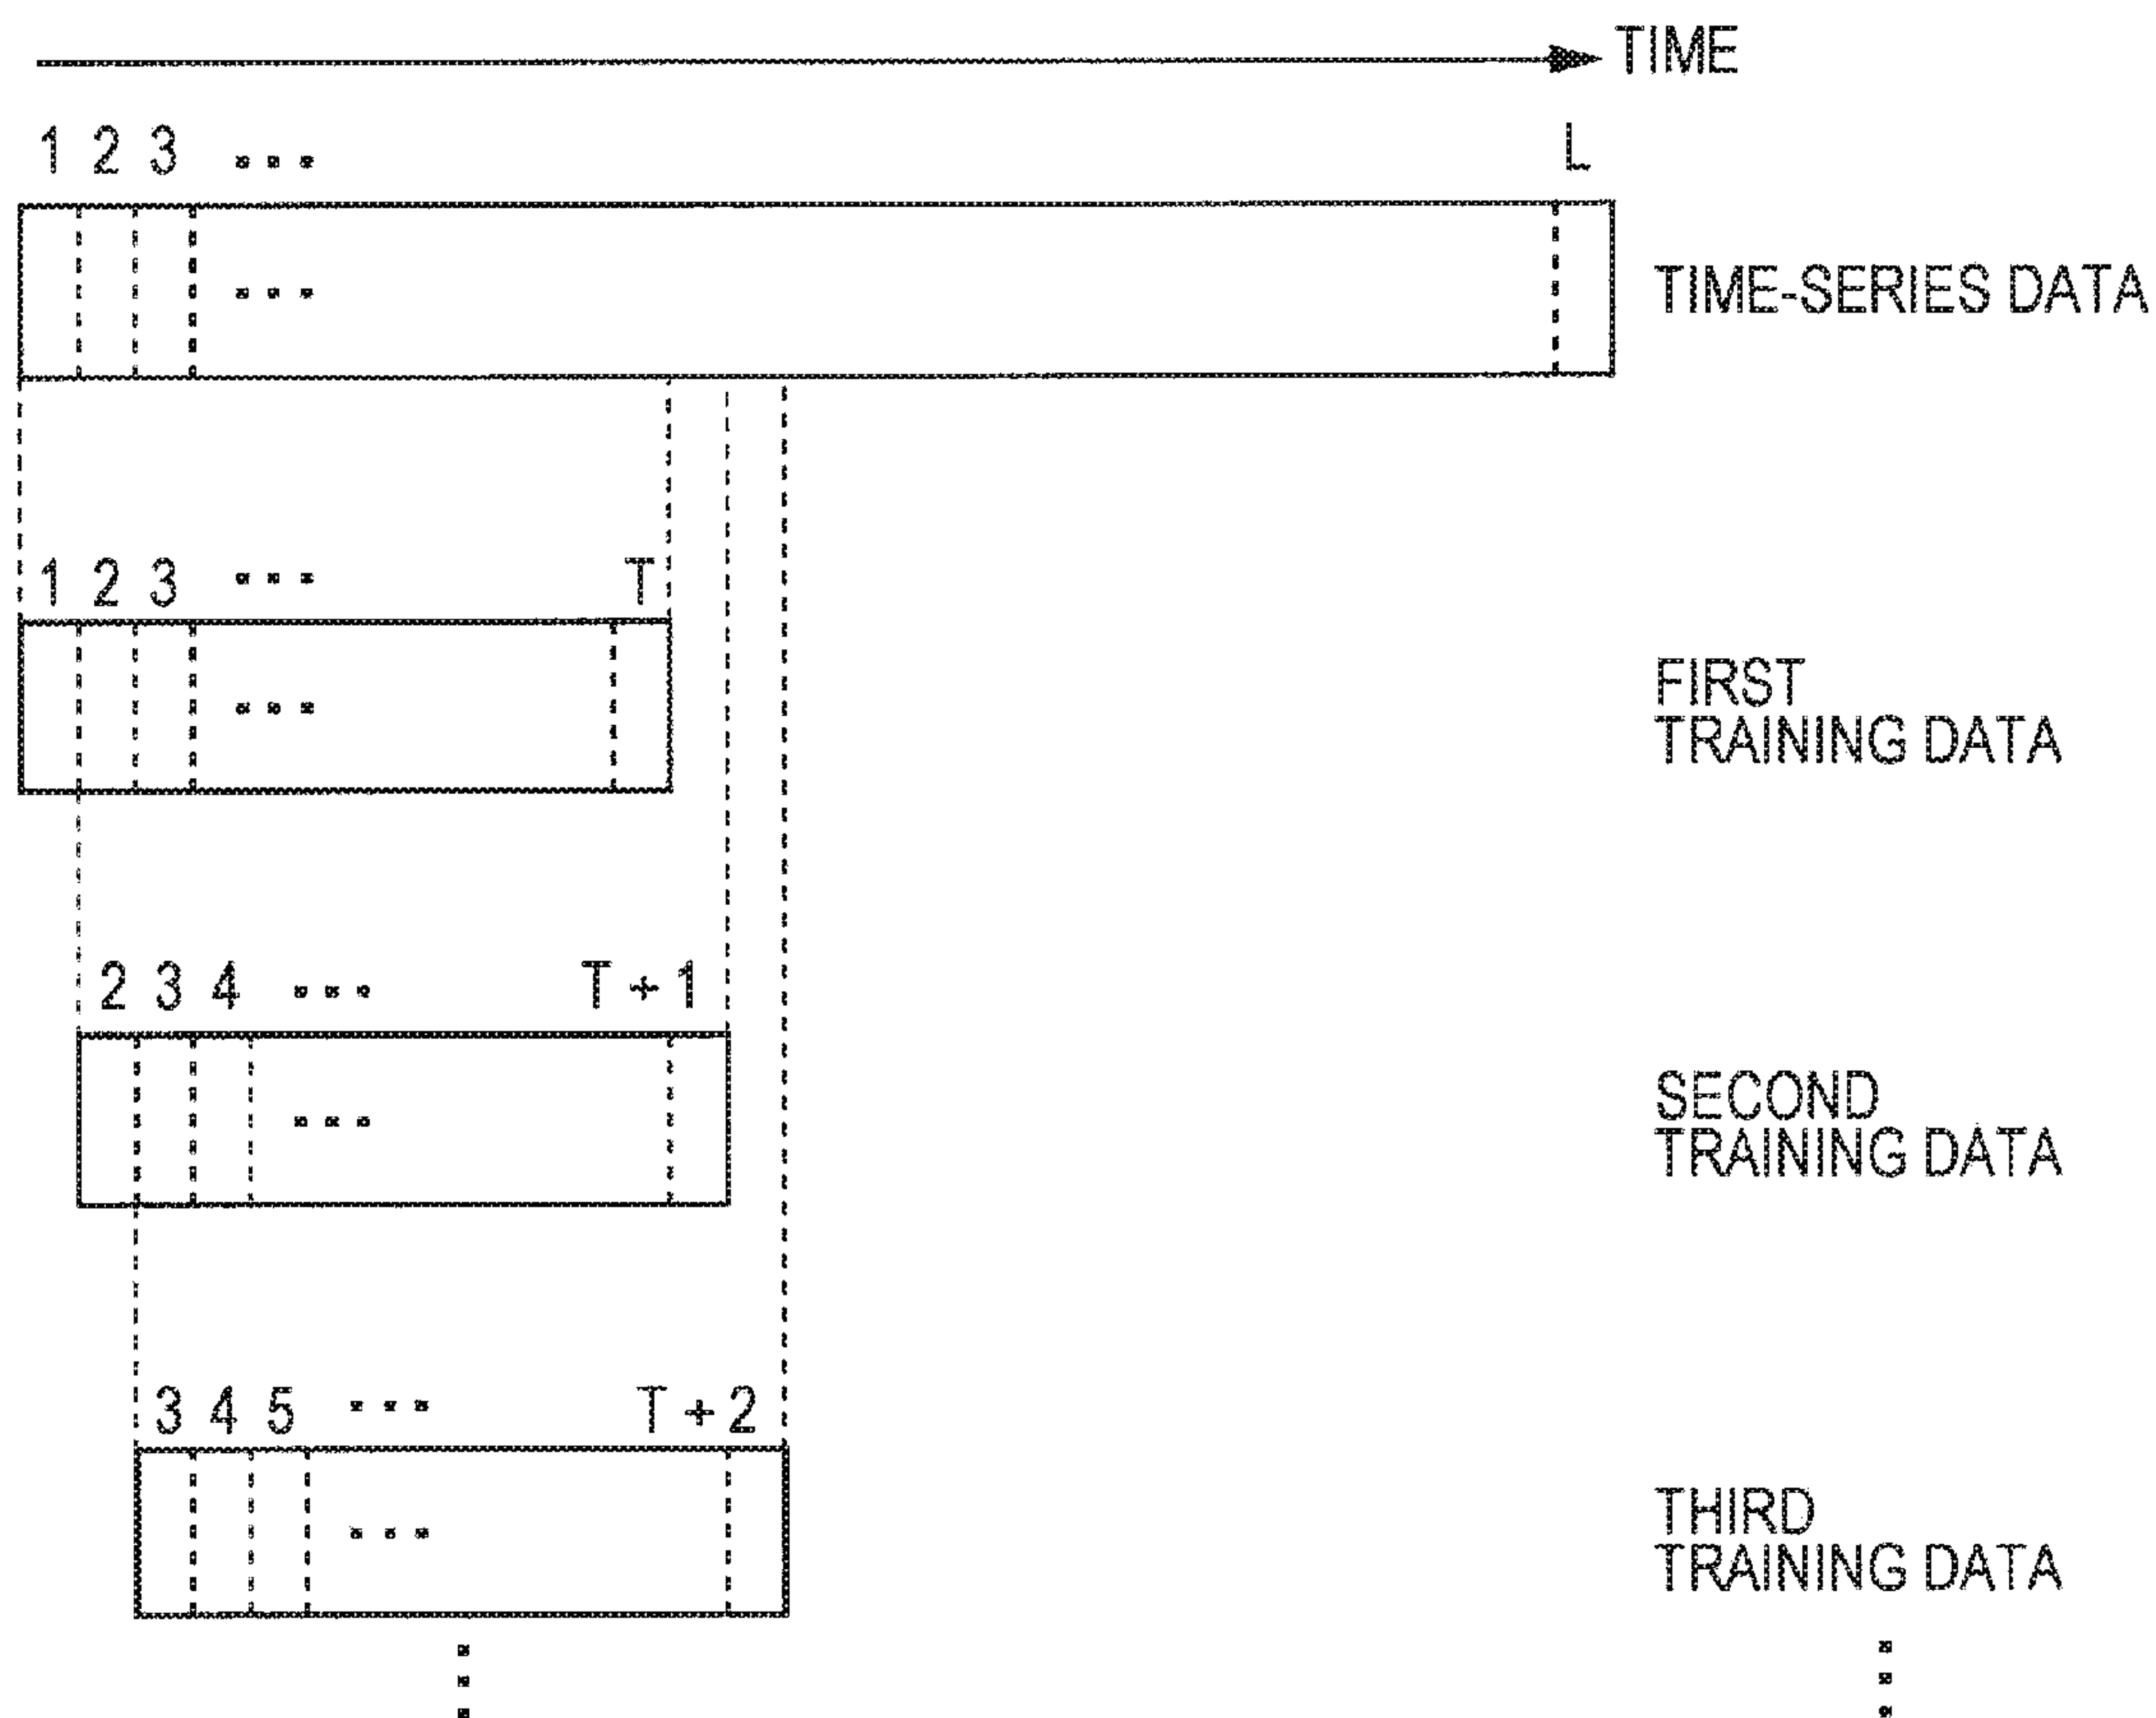 TIME
1 2 3 ... L
...
TIME-SERIES DATA
1 2 3 ... T
...
FIRST
TRAINING DATA
2 3 4 ... T + 1
...
SECOND
TRAINING DATA
3 4 5 ... T + 2
...
THIRD
TRAINING DATA